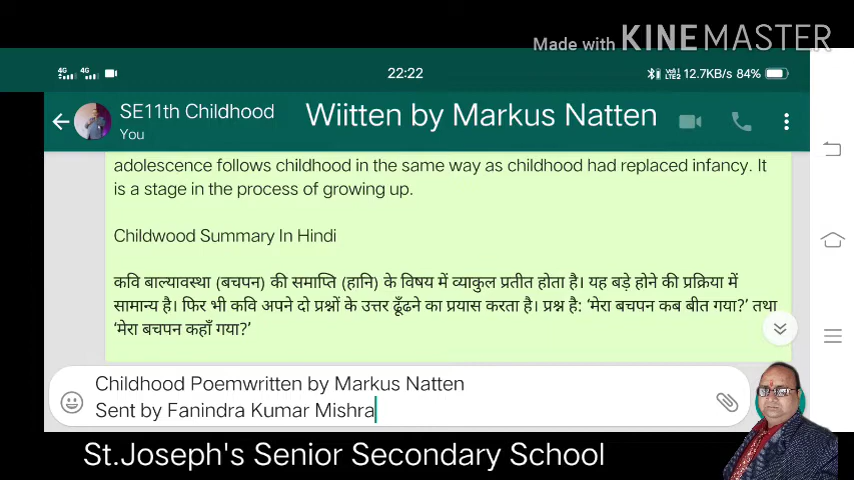 Made with KINEMASTER
4G 4G 22:22 VoLTE2 12.7KB/s 84%
SE11th Childhood
You
Wiitten by Markus Natten
adolescence follows childhood in the same way as childhood had replaced infancy. It
is a stage in the process of growing up.
Childwood Summary In Hindi
कवि बाल्यावस्था (बचपन) की समाप्ति (हानि) के विषय में व्याकुल प्रतीत होता है। यह बड़े होने की प्रक्रिया में
सामान्य है। फिर भी कवि अपने दो प्रश्नों के उत्तर ढूँढने का प्रयास करता है। प्रश्न है: ‘मेरा बचपन कब बीत गया?’ तथा
‘मेरा बचपन कहाँ गया?’
Childhood Poemwritten by Markus Natten
Sent by Fanindra Kumar Mishra
St.Joseph's Senior Secondary School